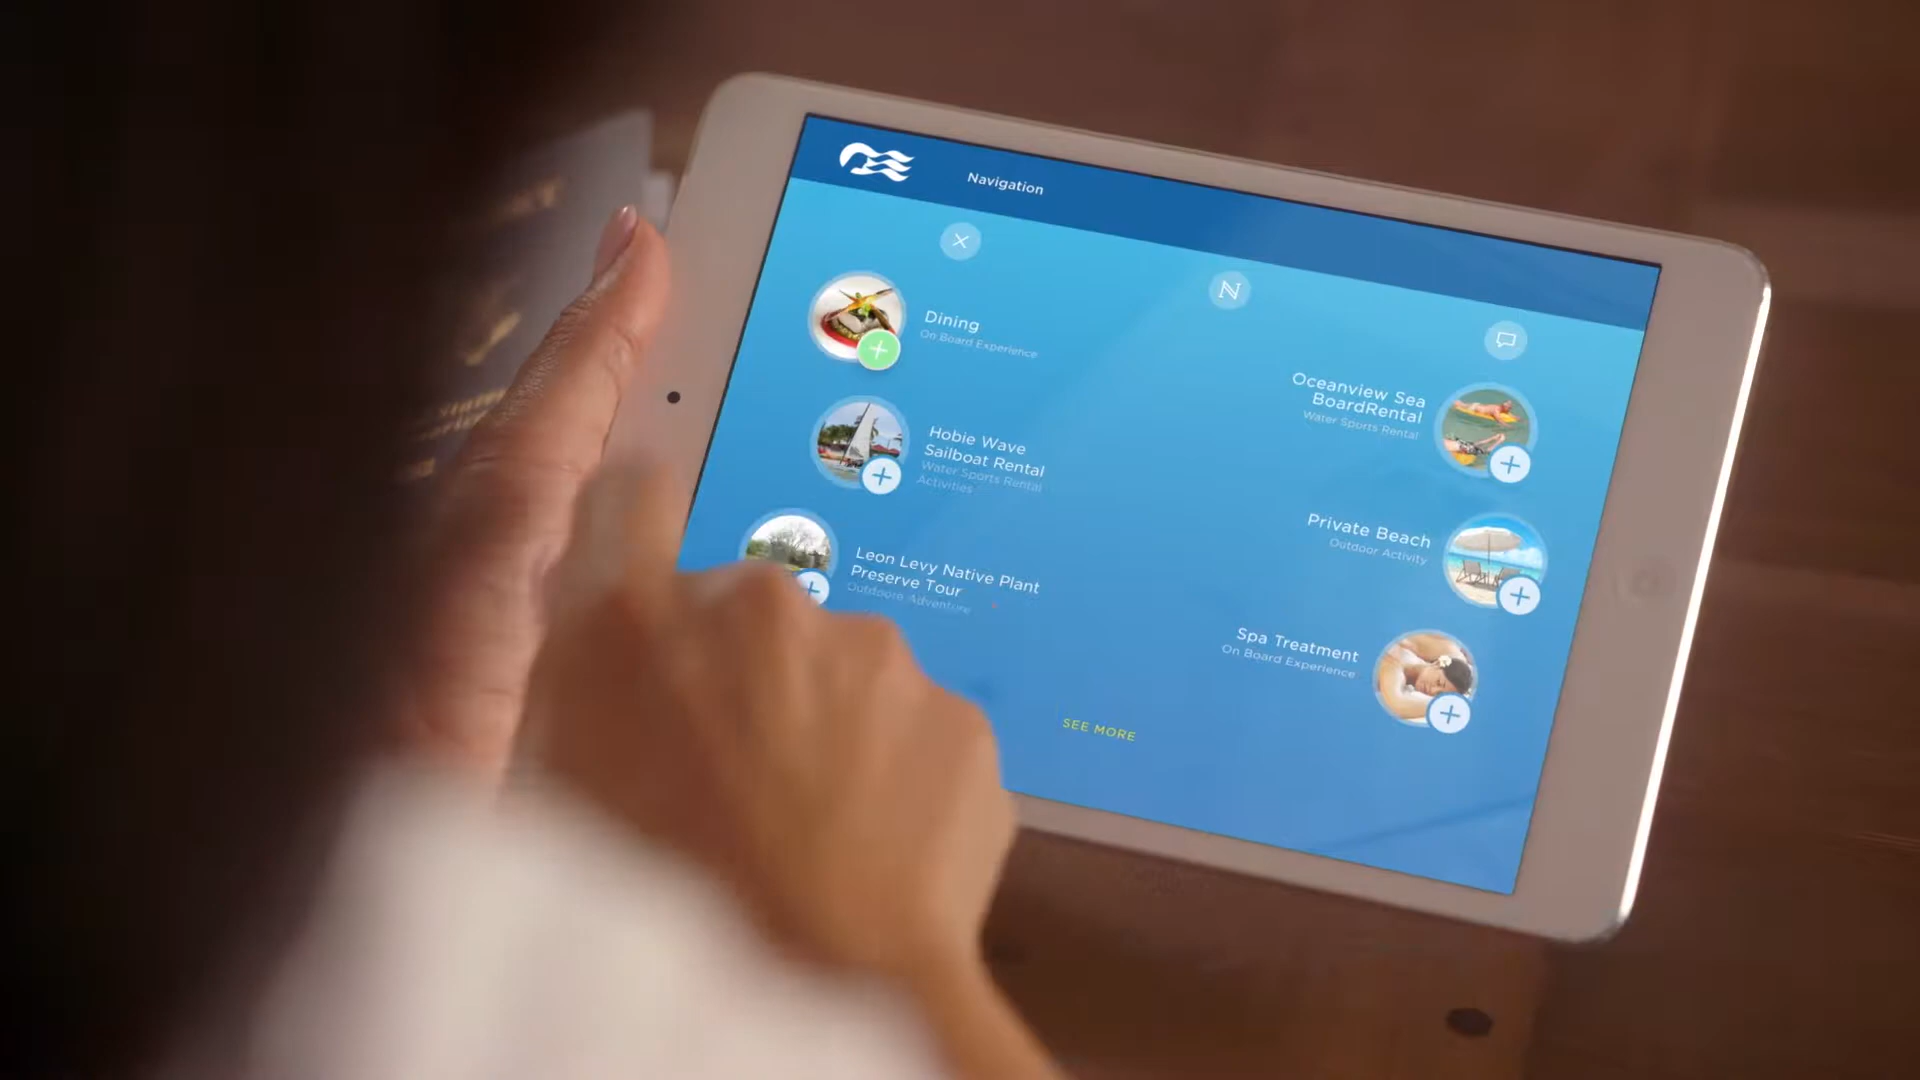 Navigation
N
Dining
On Board Experience
Hobie Wave
Sailboat Rental
Water Sports Rental
Activities
Leon Levy Native Plant
Preserve Tour
Outdoore Adventure
Oceanview Sea
BoardRental
Water Sports Rental
Private Beach
Outdoor Activity
Spa Treatment
On Board Experience
SEE MORE